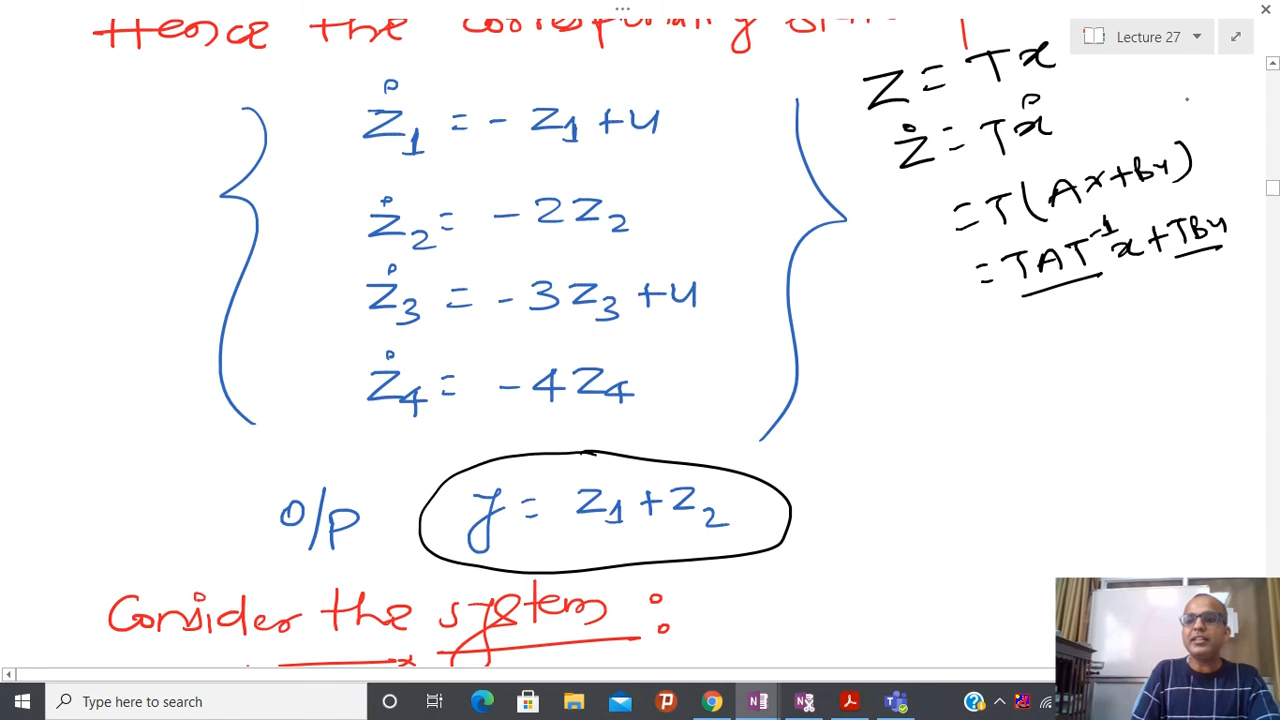 Hence the
Lecture 27
Z = Tx
Ż = Tẋ
= T(Ax+Bu)
= TAT⁻¹x + TBu
ż1 = - z1 + u
ż2 = - 2z2
ż3 = - 3z3 + u
ż4 = - 4z4
O/P y = z1 + z2
Consider the system :
Type here to search